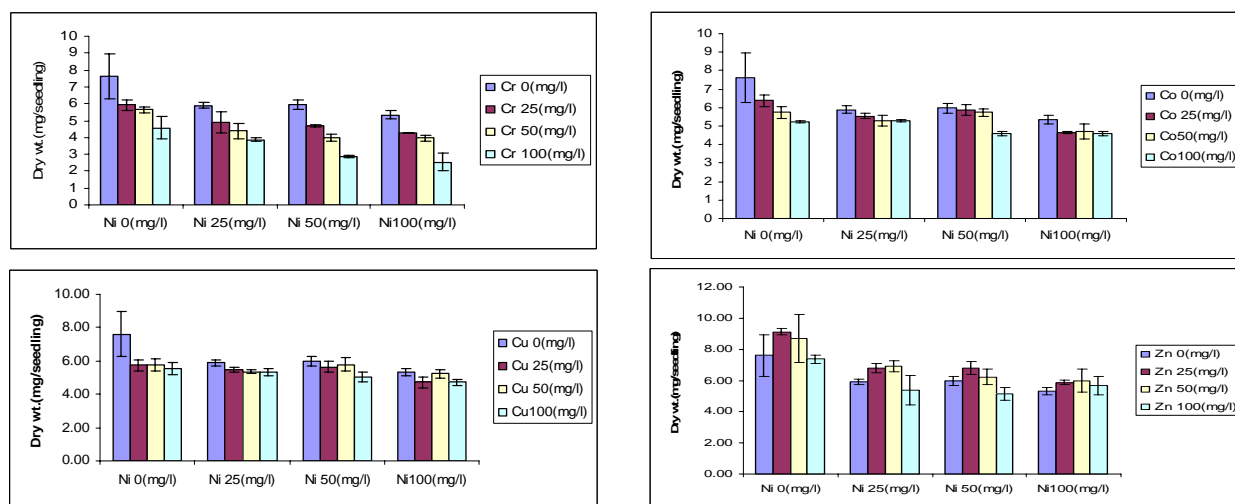 Dry wt.(mg/seedling)
10
9
8
7
6
5
4
3
2
1
0
Ni 0(mg/l) Ni 25(mg/l) Ni 50(mg/l) Ni100(mg/l)
Cr 0(mg/l)
Cr 25(mg/l)
Cr 50(mg/l)
Cr 100(mg/l)
Dry wt.(mg/seedling)
10
9
8
7
6
5
4
3
2
1
0
Ni 0(mg/l) Ni 25(mg/l) Ni 50(mg/l) Ni100(mg/l)
Co 0(mg/l)
Co 25(mg/l)
Co50(mg/l)
Co100(mg/l)
Dry wt.(mg/seedling)
10.00
8.00
6.00
4.00
2.00
0.00
Ni 0(mg/l) Ni 25(mg/l) Ni 50(mg/l) Ni100(mg/l)
Cu 0(mg/l)
Cu 25(mg/l)
Cu 50(mg/l)
Cu100(mg/l)
Dry wt.(mg/seedling)
12.00
10.00
8.00
6.00
4.00
2.00
0.00
Ni 0(mg/l) Ni 25(mg/l) Ni 50(mg/l) Ni100(mg/l)
Zn 0(mg/l)
Zn 25(mg/l)
Zn 50(mg/l)
Zn 100(mg/l)